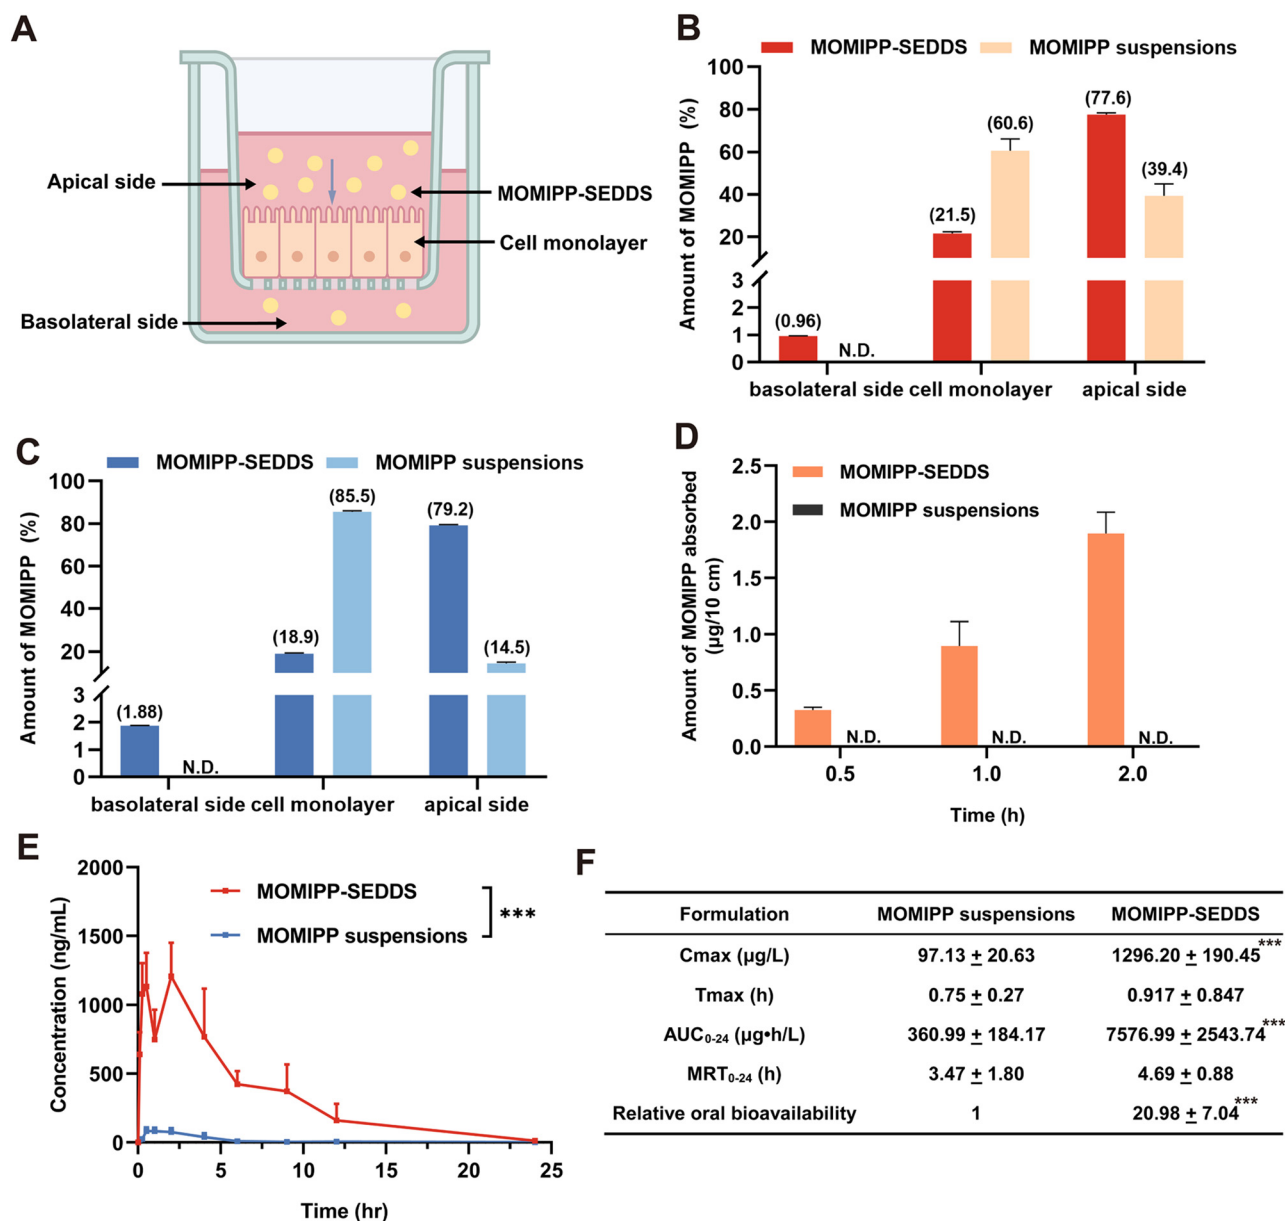 A
Apical side
MOMIPP-SEDDS
Cell monolayer
Basolateral side
B
MOMIPP-SEDDS MOMIPP suspensions
Amount of MOMIPP (%)
100
80
60
40
20
3
2
1
0
(0.96)
N.D.
(21.5)
(60.6)
(77.6)
(39.4)
basolateral side cell monolayer apical side
C
MOMIPP-SEDDS MOMIPP suspensions
Amount of MOMIPP (%)
100
80
60
40
20
3
2
1
0
(1.88)
N.D.
(18.9)
(85.5)
(79.2)
(14.5)
basolateral side cell monolayer apical side
D
MOMIPP-SEDDS
MOMIPP suspensions
Amount of MOMIPP absorbed
(µg/10 cm)
2.5
2.0
1.5
1.0
0.5
0.0
N.D. N.D. N.D.
0.5 1.0 2.0
Time (h)
E
MOMIPP-SEDDS
MOMIPP suspensions
***
Concentration (ng/mL)
2000
1500
1000
500
0
0 5 10 15 20 25
Time (hr)
F
Formulation MOMIPP suspensions MOMIPP-SEDDS
Cmax (µg/L) 97.13 ± 20.63 1296.20 ± 190.45***
Tmax (h) 0.75 ± 0.27 0.917 ± 0.847
AUC₀₋₂₄ (µg•h/L) 360.99 ± 184.17 7576.99 ± 2543.74***
MRT₀₋₂₄ (h) 3.47 ± 1.80 4.69 ± 0.88
Relative oral bioavailability 1 20.98 ± 7.04***